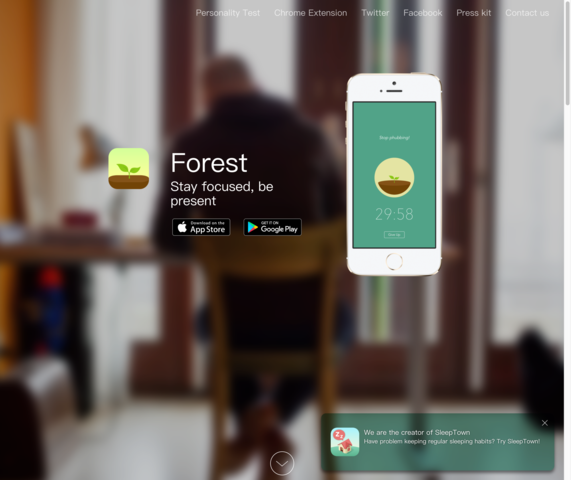 Personality Test Chrome Extension Twitter Facebook Press kit Contact us
Forest
Stay focused, be
present
Download on the
App Store
GET IT ON
Google Play
Stop phubbing!
29:58
Give up
We are the creator of SleepTown
Have problem keeping regular sleeping habits? Try SleepTown!